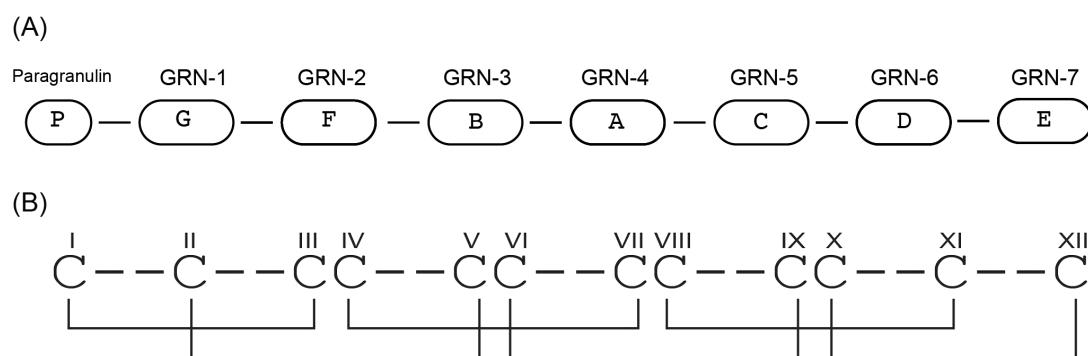 (A)
Paragranulin GRN-1 GRN-2 GRN-3 GRN-4 GRN-5 GRN-6 GRN-7
P G F B A C D E
(B)
I II III IV V VI VII VIII IX X XI XII
C C C C C C C C C C C C